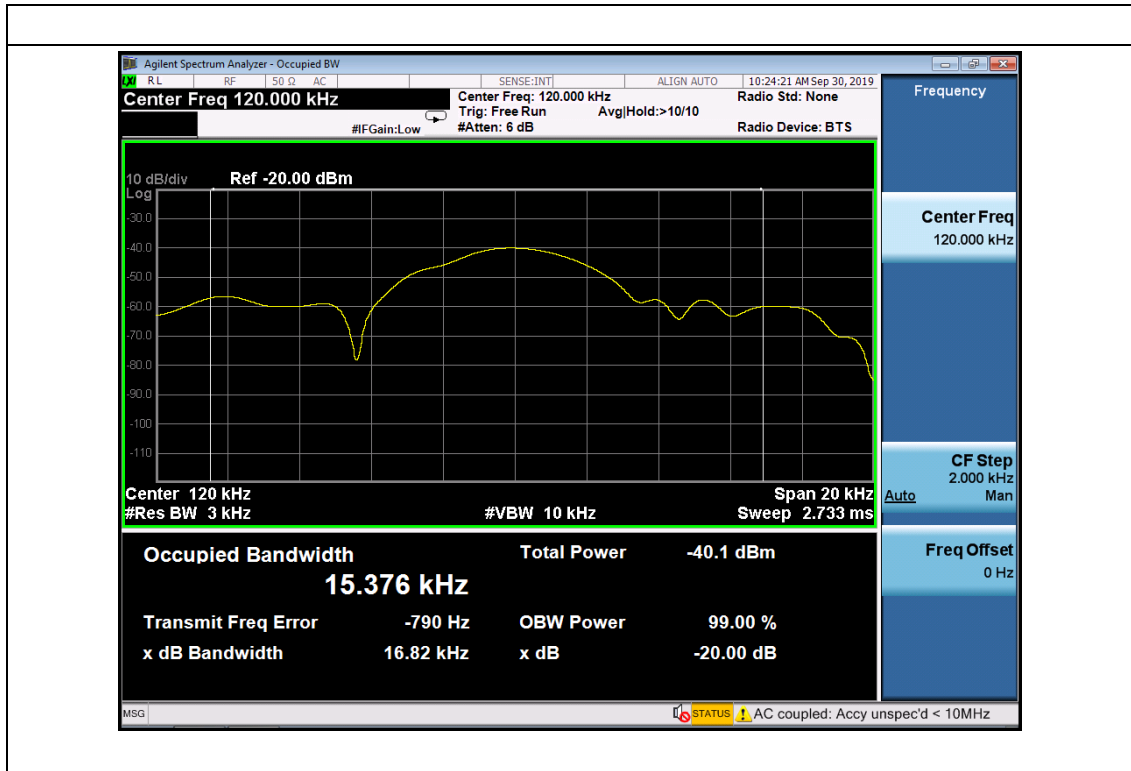 Agilent Spectrum Analyzer - Occupied BW
LXI RL RF 50 Ω AC SENSE:INT ALIGN AUTO 10:24:21 AM Sep 30, 2019
Center Freq 120.000 kHz
Center Freq: 120.000 kHz
Radio Std: None
Trig: Free Run Avg|Hold:>10/10
#IFGain:Low #Atten: 6 dB Radio Device: BTS
10 dB/div Ref -20.00 dBm
Log
-30.0
-40.0
-50.0
-60.0
-70.0
-80.0
-90.0
-100
-110
Center 120 kHz Span 20 kHz
#Res BW 3 kHz #VBW 10 kHz Sweep 2.733 ms
Occupied Bandwidth Total Power -40.1 dBm
15.376 kHz
Transmit Freq Error -790 Hz OBW Power 99.00 %
x dB Bandwidth 16.82 kHz x dB -20.00 dB
Frequency
Center Freq
120.000 kHz
CF Step
2.000 kHz
Auto Man
Freq Offset
0 Hz
MSG STATUS AC coupled: Accy unspec'd < 10MHz